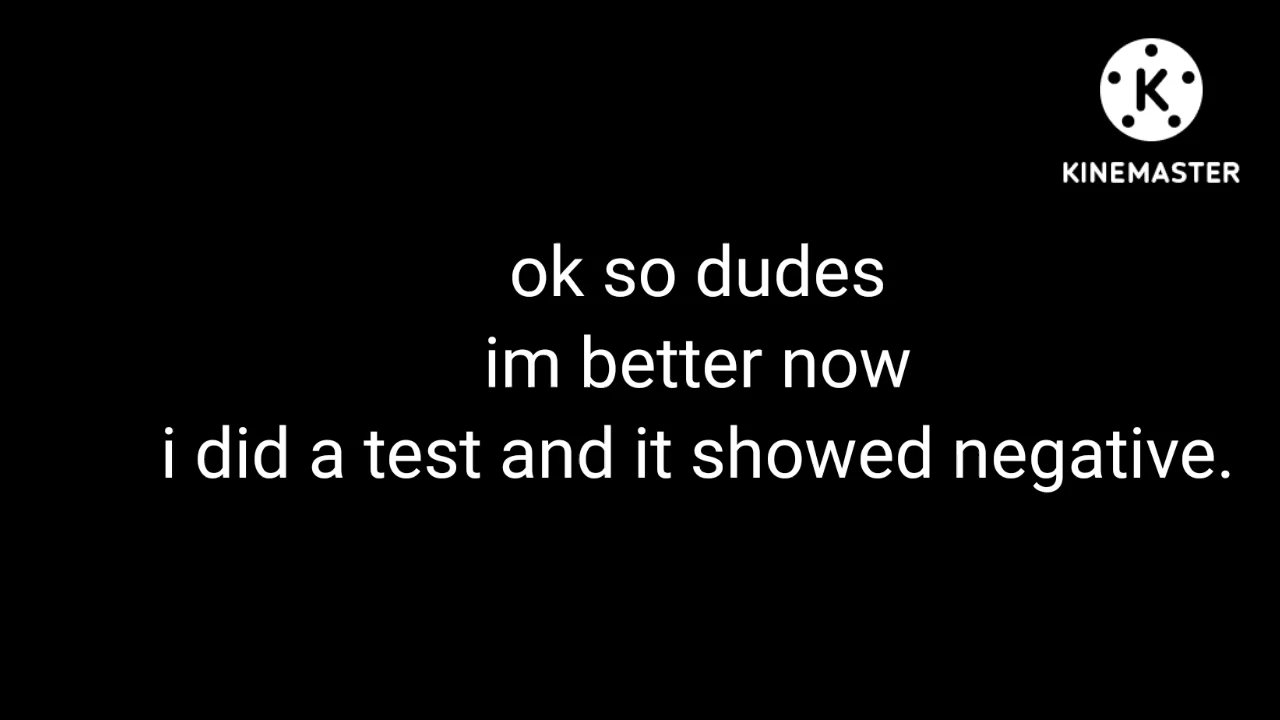 K
KINEMASTER
ok so dudes
im better now
i did a test and it showed negative.